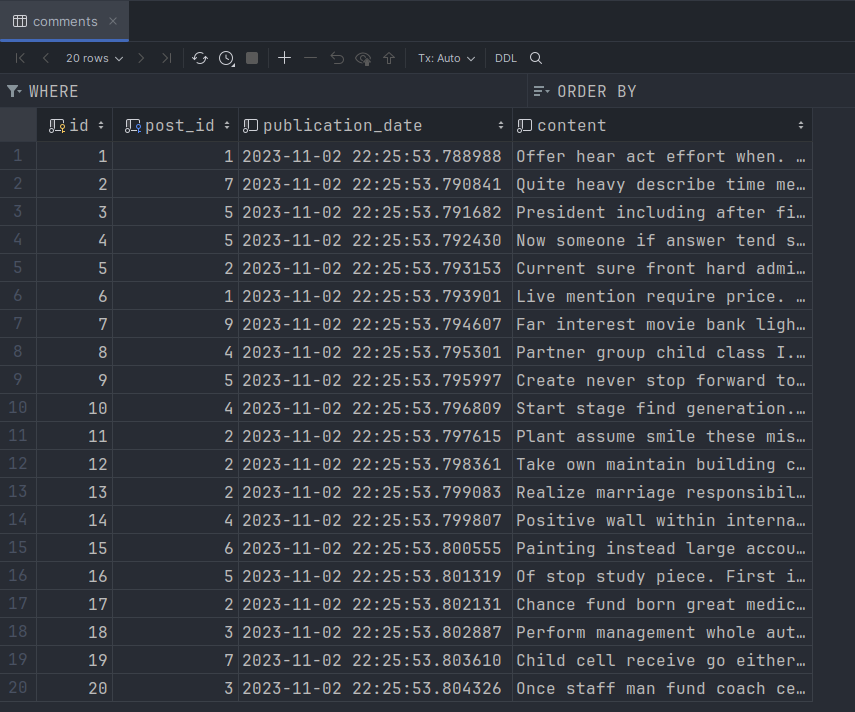 comments
20 rows Tx: Auto DDL
WHERE ORDER BY
id post_id publication_date content
1 1 1 2023-11-02 22:25:53.788988 Offer hear act effort when. …
2 2 7 2023-11-02 22:25:53.790841 Quite heavy describe time me…
3 3 5 2023-11-02 22:25:53.791682 President including after fi…
4 4 5 2023-11-02 22:25:53.792430 Now someone if answer tend s…
5 5 2 2023-11-02 22:25:53.793153 Current sure front hard admi…
6 6 1 2023-11-02 22:25:53.793901 Live mention require price. …
7 7 9 2023-11-02 22:25:53.794607 Far interest movie bank ligh…
8 8 4 2023-11-02 22:25:53.795301 Partner group child class I.…
9 9 5 2023-11-02 22:25:53.795997 Create never stop forward to…
10 10 4 2023-11-02 22:25:53.796809 Start stage find generation.…
11 11 2 2023-11-02 22:25:53.797615 Plant assume smile these mis…
12 12 2 2023-11-02 22:25:53.798361 Take own maintain building c…
13 13 2 2023-11-02 22:25:53.799083 Realize marriage responsibil…
14 14 4 2023-11-02 22:25:53.799807 Positive wall within interna…
15 15 6 2023-11-02 22:25:53.800555 Painting instead large accou…
16 16 5 2023-11-02 22:25:53.801319 Of stop study piece. First i…
17 17 2 2023-11-02 22:25:53.802131 Chance fund born great medic…
18 18 3 2023-11-02 22:25:53.802887 Perform management whole aut…
19 19 7 2023-11-02 22:25:53.803610 Child cell receive go either…
20 20 3 2023-11-02 22:25:53.804326 Once staff man fund coach ce…